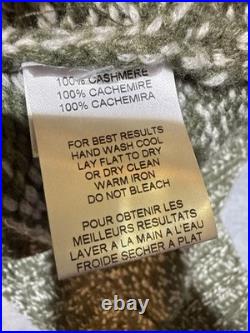 100% CASHMERE
100% CACHEMIRE
100% CACHEMIRA
FOR BEST RESULTS
HAND WASH COOL
LAY FLAT TO DRY
OR DRY CLEAN
WARM IRON
DO NOT BLEACH
POUR OBTENIR LES
MEILLEURS RESULTATS
LAVER A LA MAIN A L'EAU
FROIDE SECHER A PLAT